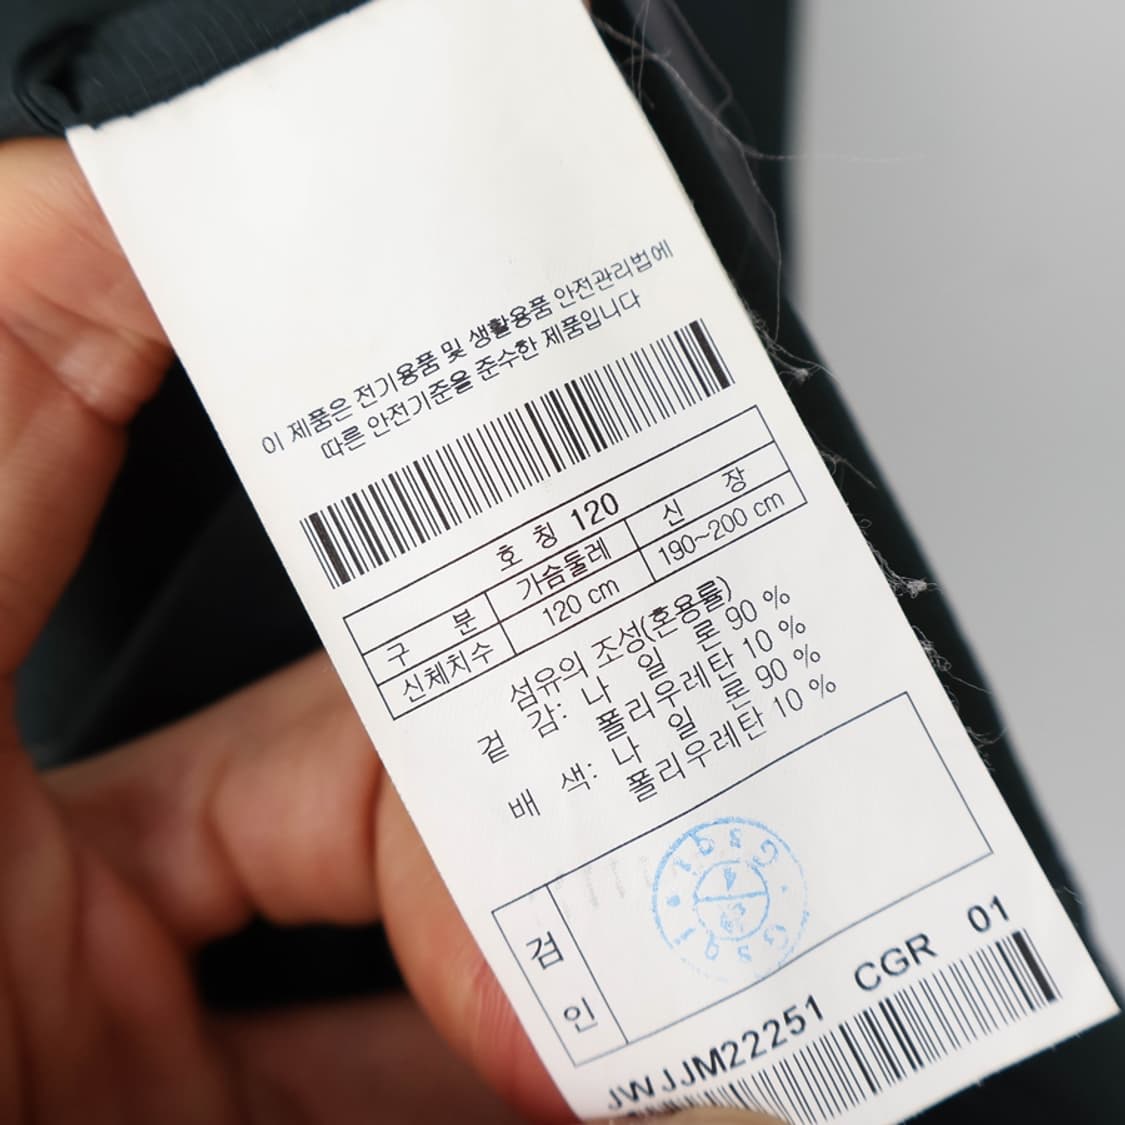 이 제품은 전기용품 및 생활용품 안전관리법에
따른 안전기준을 준수한 제품입니다
호 칭 120
구 분 가슴둘레 신 장
신체치수 120 cm 190~200 cm
섬유의 조성(혼용률)
겉 감: 나 일 론 90 %
폴리우레탄 10 %
배 색: 나 일 론 90 %
폴리우레탄 10 %
검
인
JWJJM22251 CGR 01